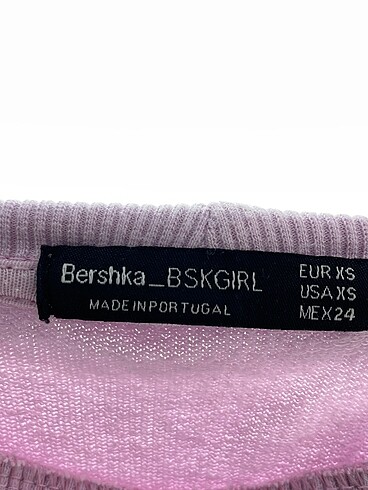 Bershka_BSKGIRL
MADE IN PORTUGAL
EUR XS
USA XS
MEX 24